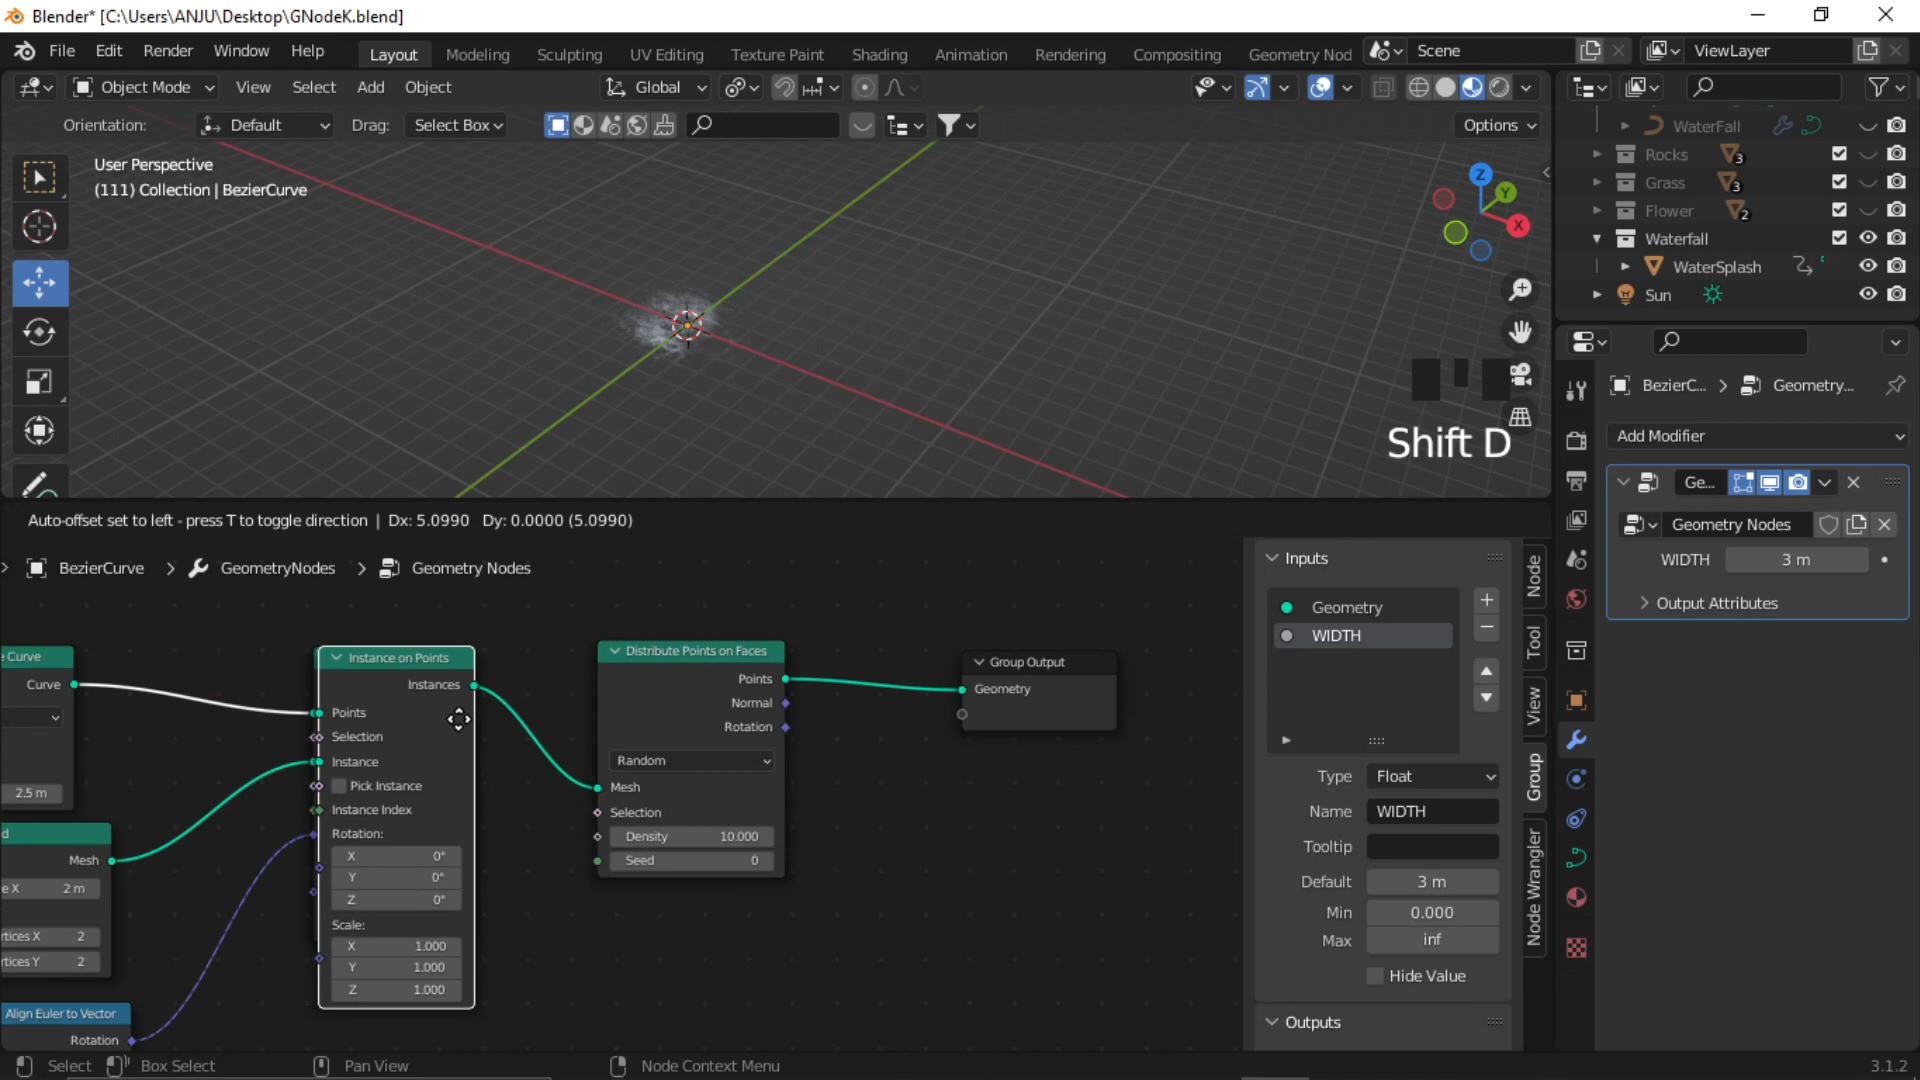 Blender* [C:\Users\ANJU\Desktop\GNodeK.blend]
File Edit Render Window Help Layout Modeling Sculpting UV Editing Texture Paint Shading Animation Rendering Compositing Geometry Nod Scene ViewLayer
Object Mode View Select Add Object Global
Orientation: Default Drag: Select Box Options
User Perspective
(111) Collection | BezierCurve
Z
Y
X
Shift D
WaterFall
Rocks 3
Grass 3
Flower 2
Waterfall
WaterSplash
Sun
BezierC... > Geometry...
Add Modifier
Ge...
Geometry Nodes
WIDTH 3 m
Output Attributes
Auto-offset set to left - press T to toggle direction | Dx: 5.0990 Dy: 0.0000 (5.0990)
BezierCurve > GeometryNodes > Geometry Nodes
e Curve
Curve
2.5 m
d
Mesh
e X 2 m
rtices X 2
rtices Y 2
Align Euler to Vector
Rotation
Instance on Points
Instances
Points
Selection
Instance
Pick Instance
Instance Index
Rotation:
X 0°
Y 0°
Z 0°
Scale:
X 1.000
Y 1.000
Z 1.000
Distribute Points on Faces
Points
Normal
Rotation
Random
Mesh
Selection
Density 10.000
Seed 0
Group Output
Geometry
Inputs
Geometry
WIDTH
Type Float
Name WIDTH
Tooltip
Default 3 m
Min 0.000
Max inf
Hide Value
Outputs
Node
Tool
View
Group
Node Wrangler
Select Box Select Pan View Node Context Menu 3.1.2